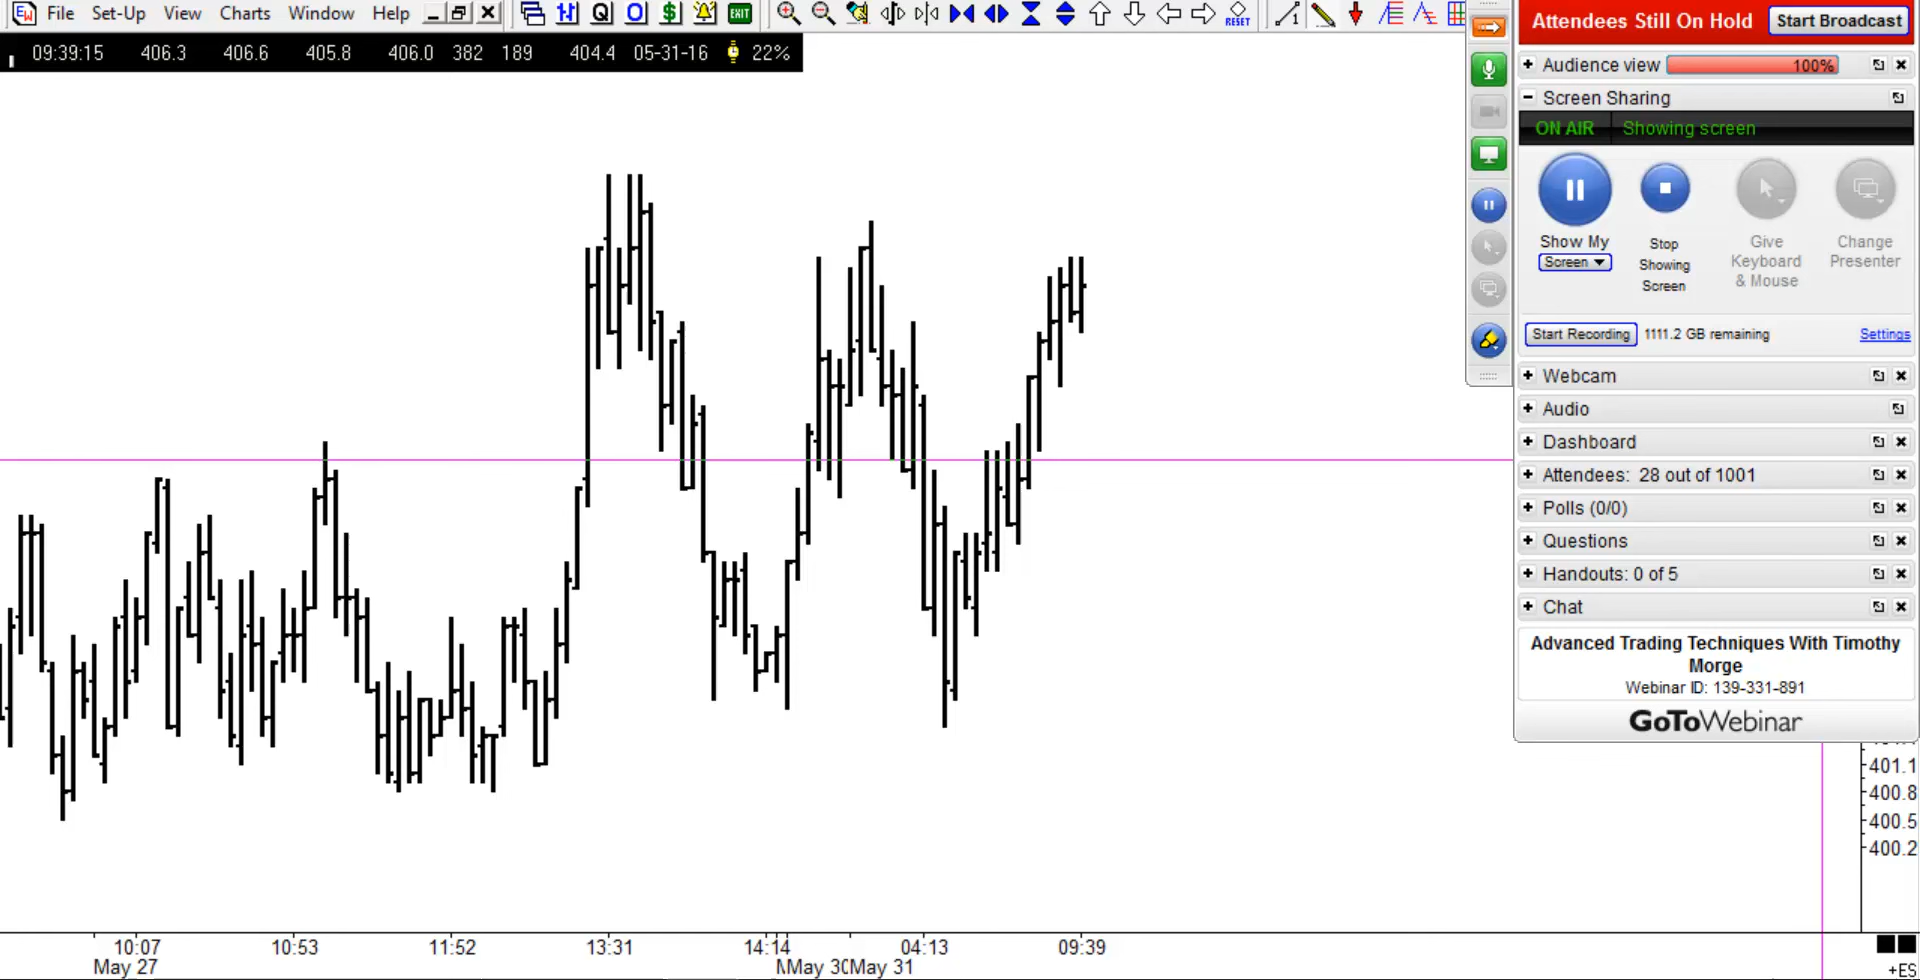 File Set-Up View Charts Window Help
EXIT
RESET
09:39:15 406.3 406.6 405.8 406.0 382 189 404.4 05-31-16 22%
Attendees Still On Hold Start Broadcast
Audience view 100%
Screen Sharing
ON AIR Showing screen
Show My
Screen
Stop
Showing
Screen
Give
Keyboard
& Mouse
Change
Presenter
Start Recording 1111.2 GB remaining Settings
Webcam
Audio
Dashboard
Attendees: 28 out of 1001
Polls (0/0)
Questions
Handouts: 0 of 5
Chat
Advanced Trading Techniques With Timothy
Morge
Webinar ID: 139-331-891
GoToWebinar
401.1
400.8
400.5
400.2
10:07 10:53 11:52 13:31 14:14 04:13 09:39
May 27 May 31
+ES